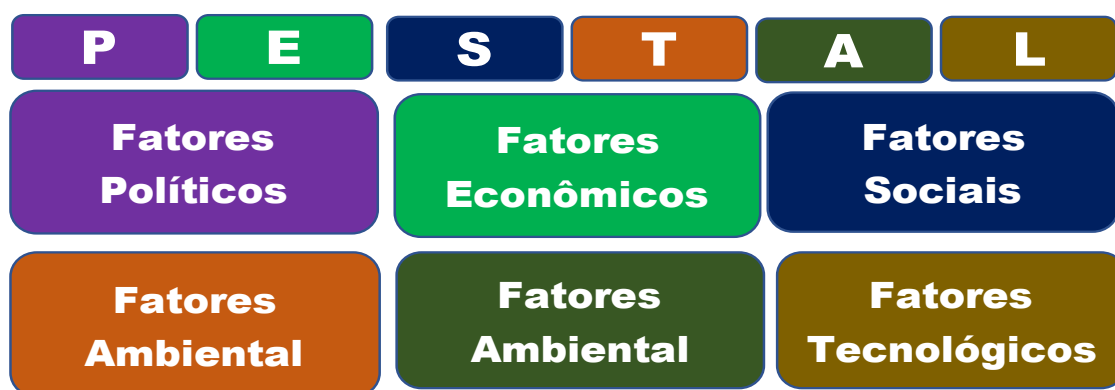 P E S T A L
Fatores
Políticos
Fatores
Econômicos
Fatores
Sociais
Fatores
Ambiental
Fatores
Ambiental
Fatores
Tecnológicos